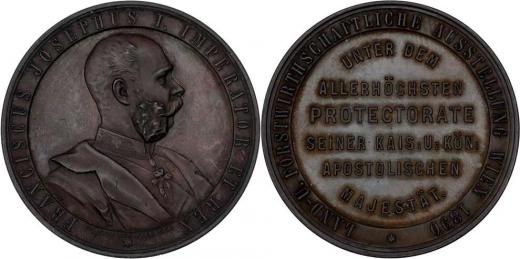 FRANCISCUS JOSEPHUS I. IMPERATOR ET REX
LAND- U. FORSTWIRTHSCHAFTLICHE AUSSTELLUNG WIEN 1890
UNTER DEM
ALLERHÖCHSTEN
PROTECTORATE
SEINER KAIS: U: KÖN:
APOSTOLISCHEN
MAJESTÄT.